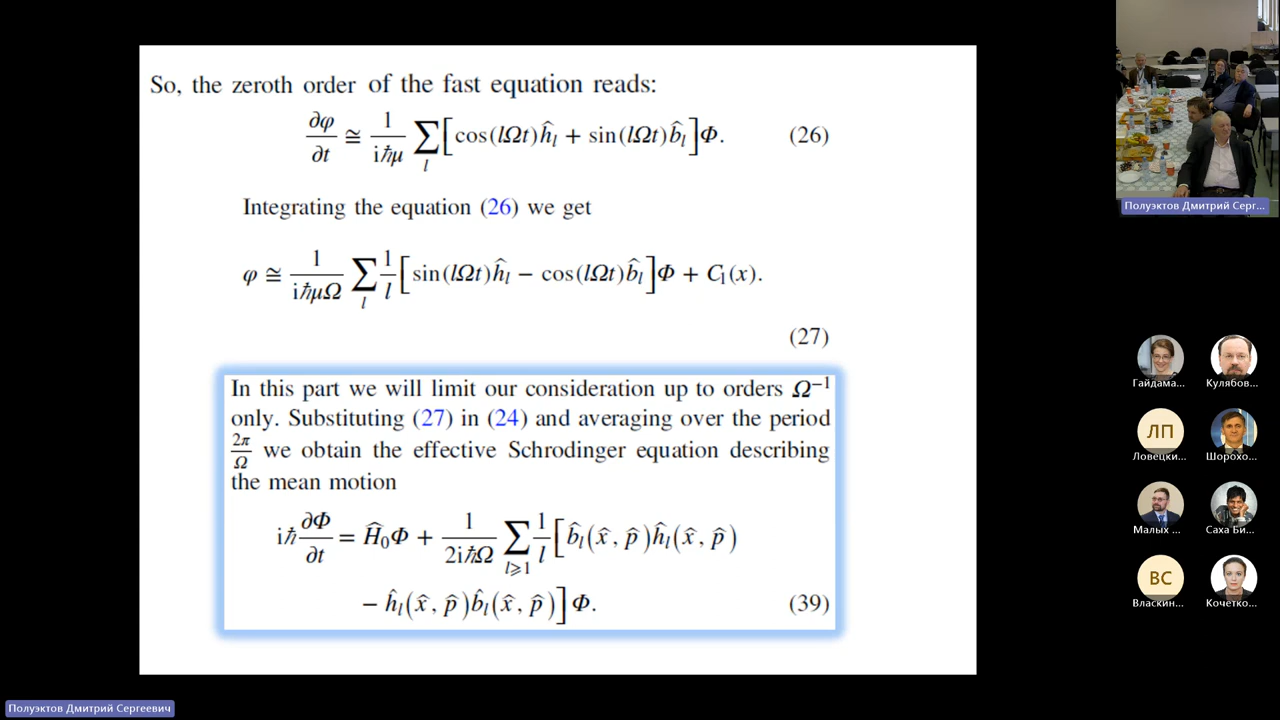 So, the zeroth order of the fast equation reads:
∂φ/∂t ≅ 1/(iħμ) ∑_l [cos(lΩt)ĥ_l + sin(lΩt)b̂_l]Φ. (26)
Integrating the equation (26) we get
φ ≅ 1/(iħμΩ) ∑_l 1/l [sin(lΩt)ĥ_l − cos(lΩt)b̂_l]Φ + C_1(x).
(27)
In this part we will limit our consideration up to orders Ω⁻¹
only. Substituting (27) in (24) and averaging over the period
2π/Ω we obtain the effective Schrodinger equation describing
the mean motion
iħ ∂Φ/∂t = Ĥ_0Φ + 1/(2iħΩ) ∑_{l⩾1} 1/l [b̂_l(x̂, p̂)ĥ_l(x̂, p̂)
− ĥ_l(x̂, p̂)b̂_l(x̂, p̂)]Φ. (39)
Полуэктов Дмитрий Серг...
Гайдама...
Кулябов...
ЛП
Ловецки...
Шорохо...
Малых ...
Саха Би...
ВС
Власкин...
Кочетко...
Полуэктов Дмитрий Сергеевич